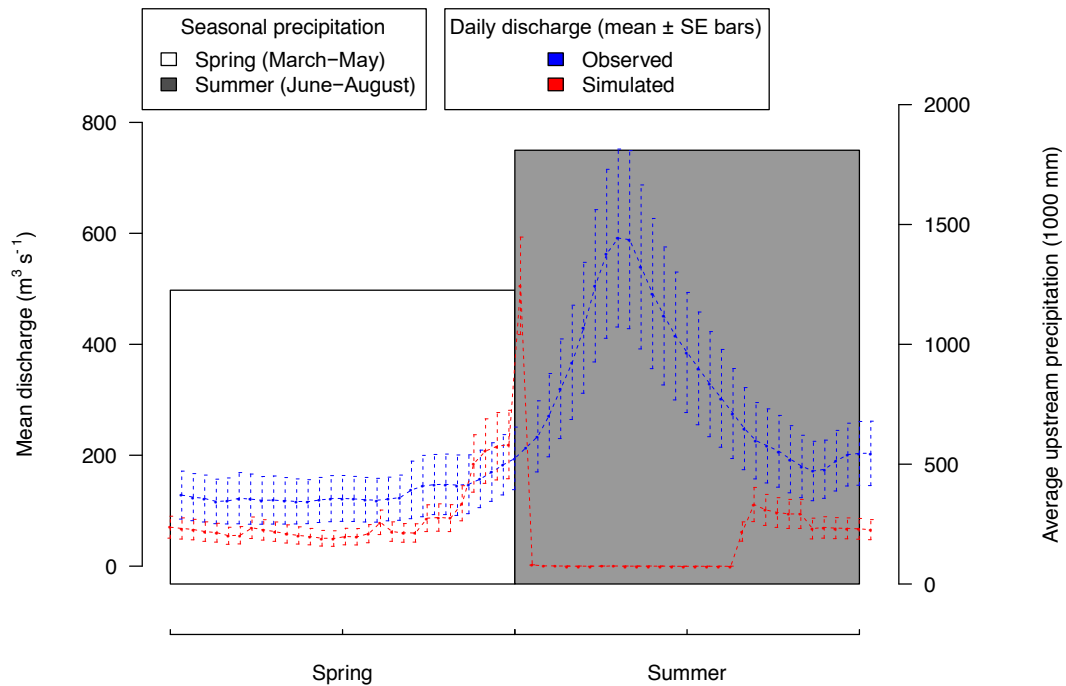 Seasonal precipitation
Spring (March−May)
Summer (June−August)
Daily discharge (mean ± SE bars)
Observed
Simulated
Mean discharge (m³ s⁻¹)
800
600
400
200
0
2000
1500
1000
500
0
Average upstream precipitation (1000 mm)
Spring
Summer